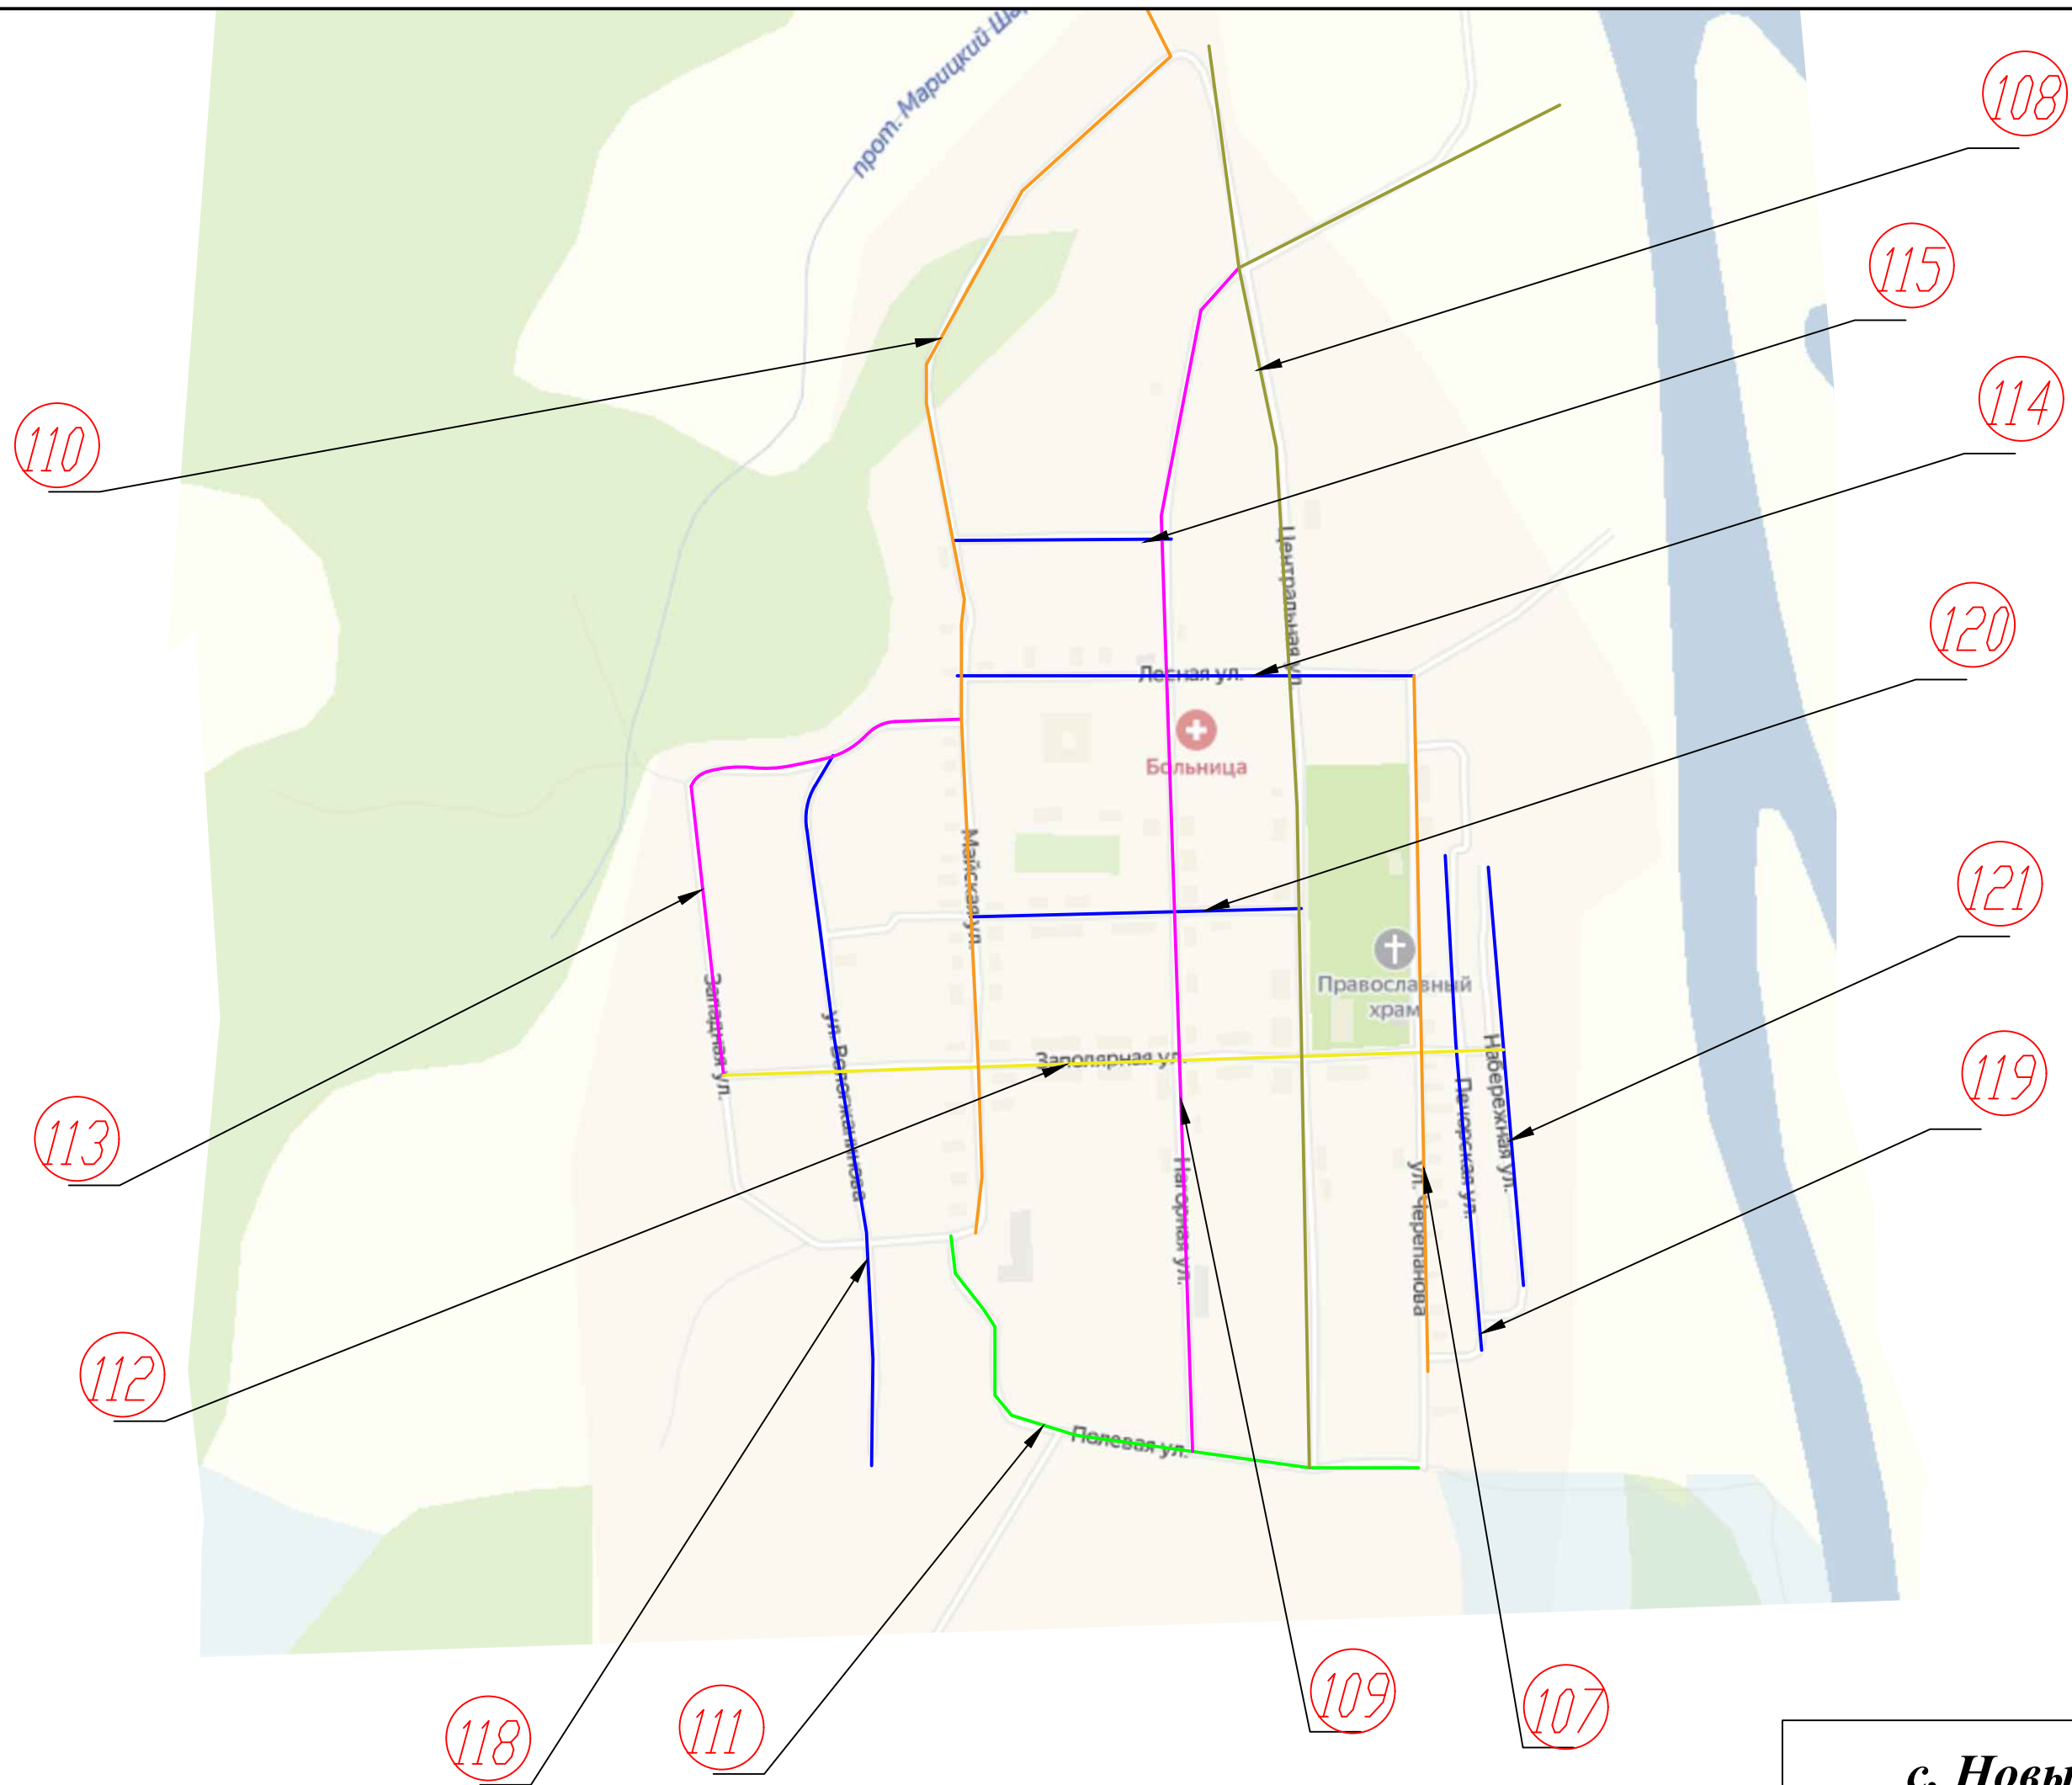 прот. Марицкий Ша
108
115
114
110
Центральная ул.
120
Лесная ул.
Больница
121
Майская ул.
Православный
храм
Западная ул.
Заполярная ул.
Набережная ул.
119
Печорская ул.
113
Нагорная ул.
ул. Черепанова
112
Полевая ул.
109
107
118
111
с. Новы